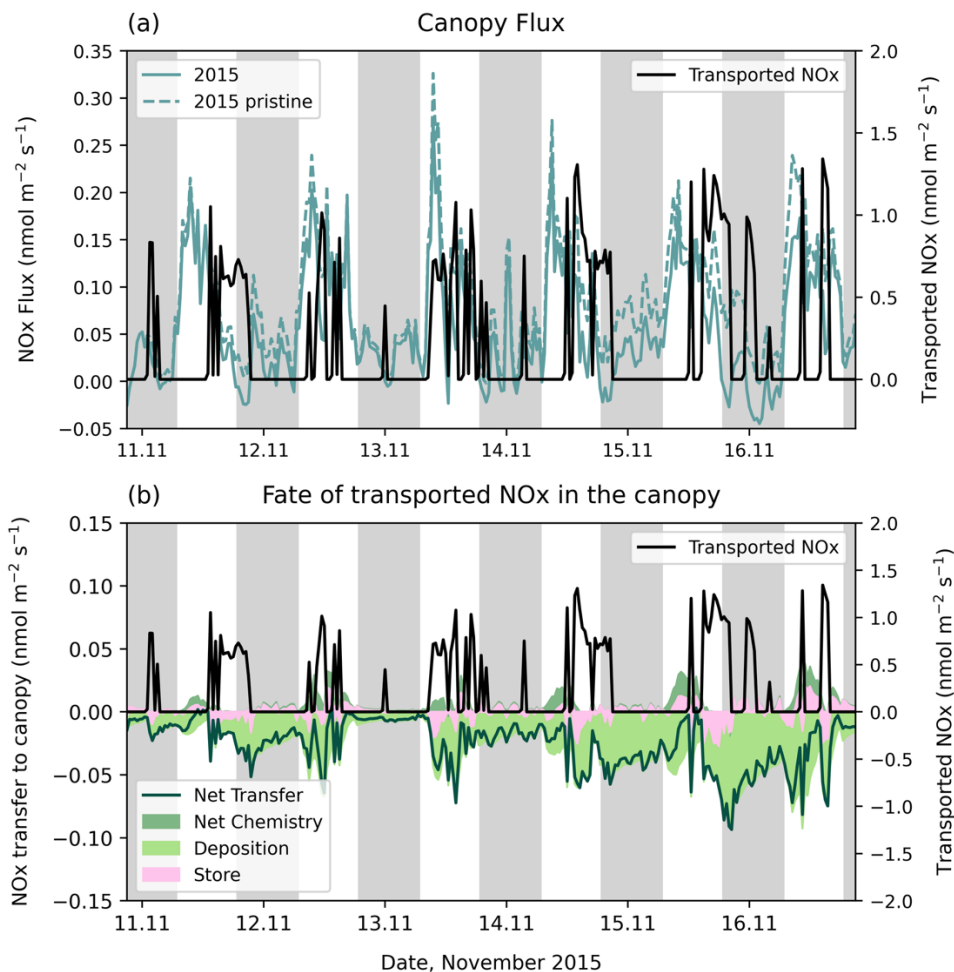 (a) Canopy Flux
NOx Flux (nmol m⁻² s⁻¹)
0.35
0.30
0.25
0.20
0.15
0.10
0.05
0.00
−0.05
2015
2015 pristine
Transported NOx
2.0
1.5
1.0
0.5
0.0
Transported NOx (nmol m⁻² s⁻¹)
11.11 12.11 13.11 14.11 15.11 16.11
(b) Fate of transported NOx in the canopy
NOx transfer to canopy (nmol m⁻² s⁻¹)
0.15
0.10
0.05
0.00
−0.05
−0.10
−0.15
Transported NOx
Net Transfer
Net Chemistry
Deposition
Store
2.0
1.5
1.0
0.5
0.0
−0.5
−1.0
−1.5
−2.0
Transported NOx (nmol m⁻² s⁻¹)
11.11 12.11 13.11 14.11 15.11 16.11
Date, November 2015